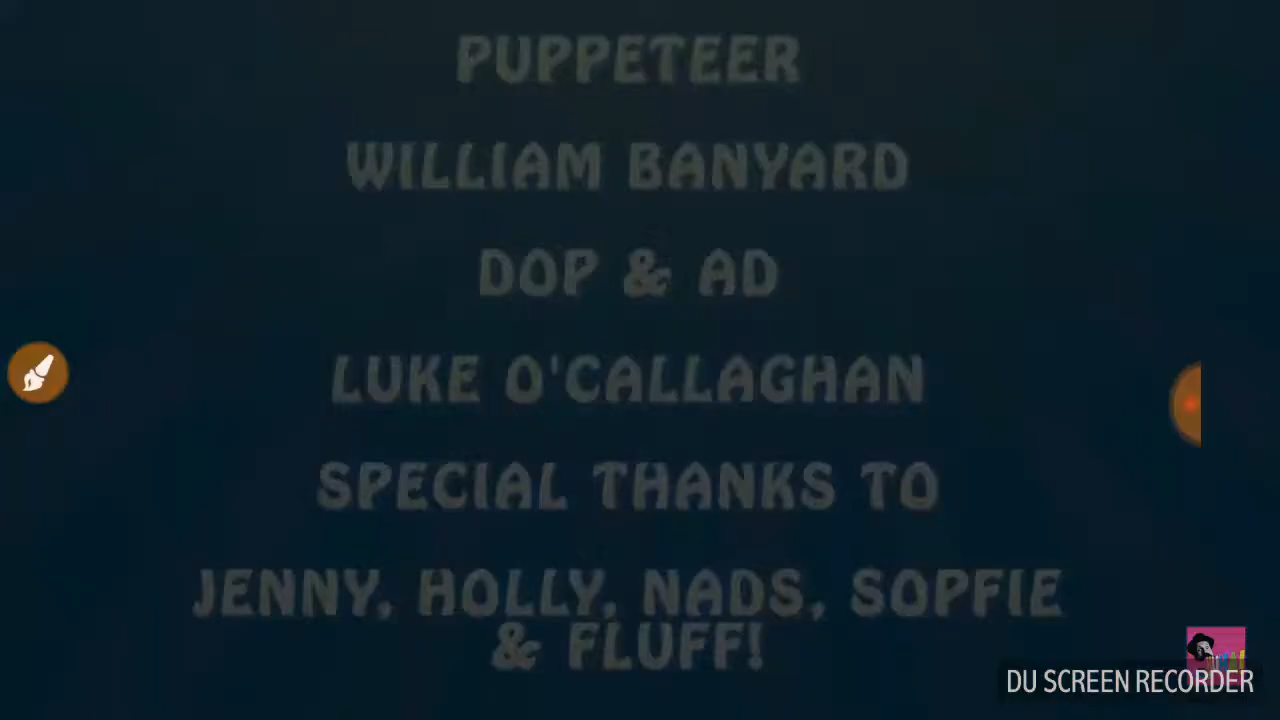 PUPPETEER
WILLIAM BANYARD
DOP & AD
LUKE O'CALLAGHAN
SPECIAL THANKS TO
JENNY, HOLLY, NADS, SOPFIE
& FLUFF!
DU SCREEN RECORDER